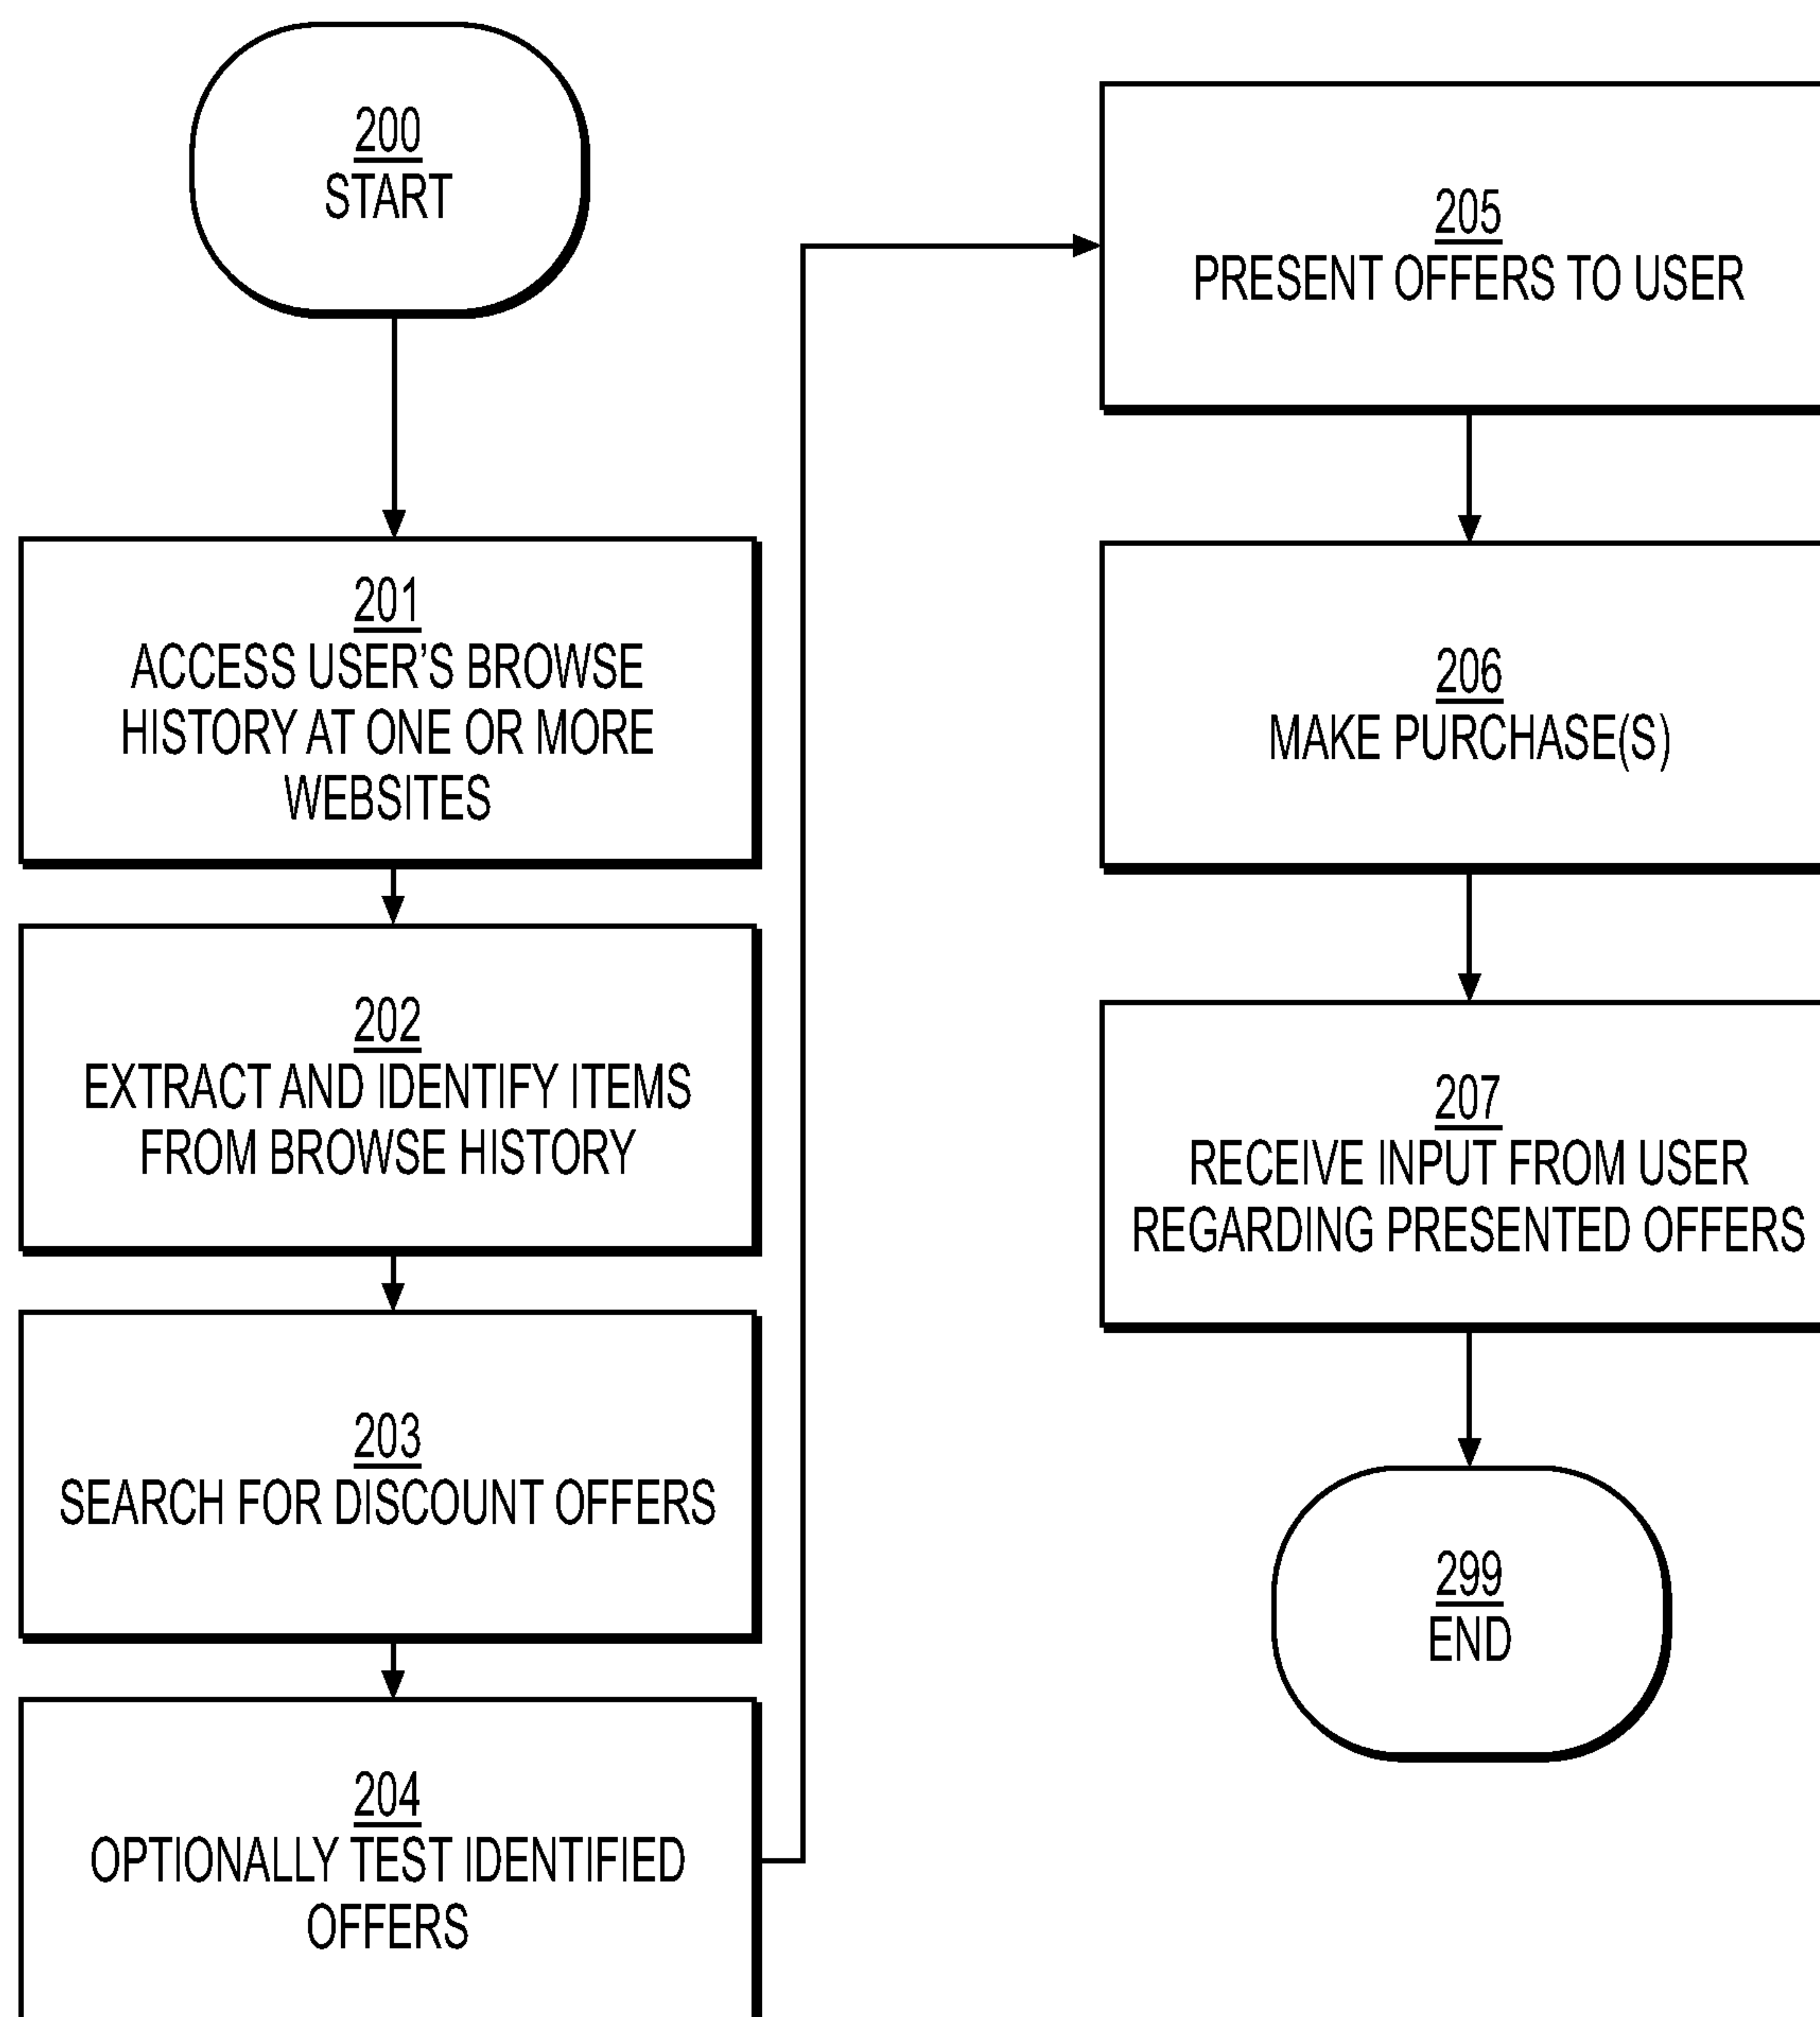 200
START
201
ACCESS USER'S BROWSE
HISTORY AT ONE OR MORE
WEBSITES
202
EXTRACT AND IDENTIFY ITEMS
FROM BROWSE HISTORY
203
SEARCH FOR DISCOUNT OFFERS
204
OPTIONALLY TEST IDENTIFIED
OFFERS
205
PRESENT OFFERS TO USER
206
MAKE PURCHASE(S)
207
RECEIVE INPUT FROM USER
REGARDING PRESENTED OFFERS
299
END